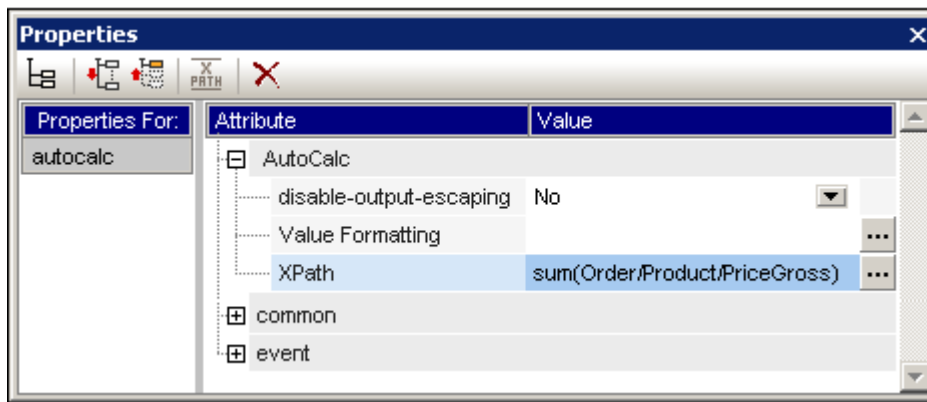 Properties
X
PATH
Properties For: Attribute Value
autocalc AutoCalc
disable-output-escaping No
Value Formatting ...
XPath sum(Order/Product/PriceGross) ...
common
event